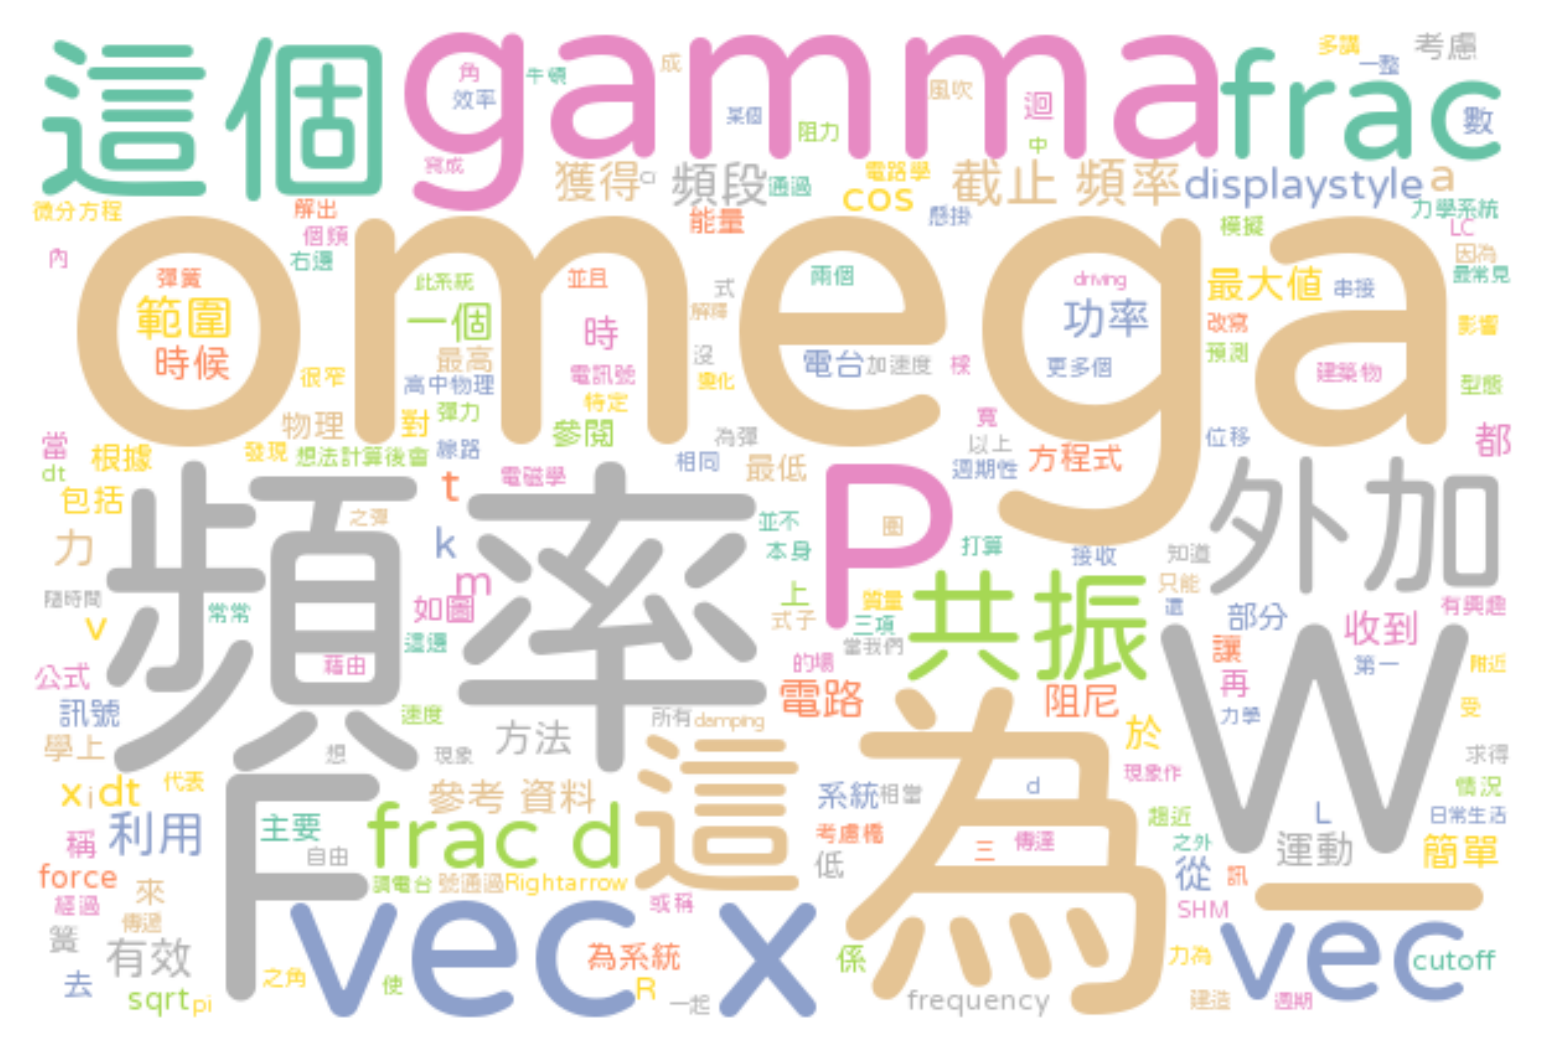 這個 gamma frac
角 牛頓 成 多講 考慮
效率 風吹 迴 一整 數
某個 阻力 中
寫成 獲得 頻段 通過 電路學 截止 頻率 displaystyle a
cos
微分方程 解出 能量 懸掛 模擬 力學系統
個頻 LC
omega
內 右邊 因為
彈簧 此系統 並且 兩個 driving 最常見
範圍 一個 式 功率 最大值 串接
時候 時 解釋 改寫 影響
最高 沒 電台 加速度 更多個 預測
很窄 高中物理 電訊號 變化 樑 建築物 型態
物理 對 彈力 特定 寬
參閱 為彈 以上 位移 都
當 根據 發現 想法計算後會 線路 相同 最低 週期性 方程式
dt 包括 t 電磁學
頻率 P 外加
之彈 並不 圈
力 k 本身 打算 接收 知道
m 共振 只能
隨時間 常常 如圖 上 質量 還 部分 有興趣
v 這邊 式子 三項 收到
藉由 當我們 讓 W
公式 的場 電路 阻尼 再 第一 附近
訊號 速度 所有 damping 為 力學 受
學上 想 現象 方法 這 於 求得
x i dt 代表 F 參考 資料 系統 相當 d 現象作 情況
利用 主要 frac d 考慮橋 趨近 L 日常生活
稱 自由 低 三 傳達 之外 運動 簡單
force 調電台 號通過 Rightarrow 從 訊
經過 來 vec x 或稱 SHM 一
簧 傳遞 vec
有效 為系統 係 力為 cutoff
去 之角 使 R
sqrt pi 一起 frequency 建造 週期